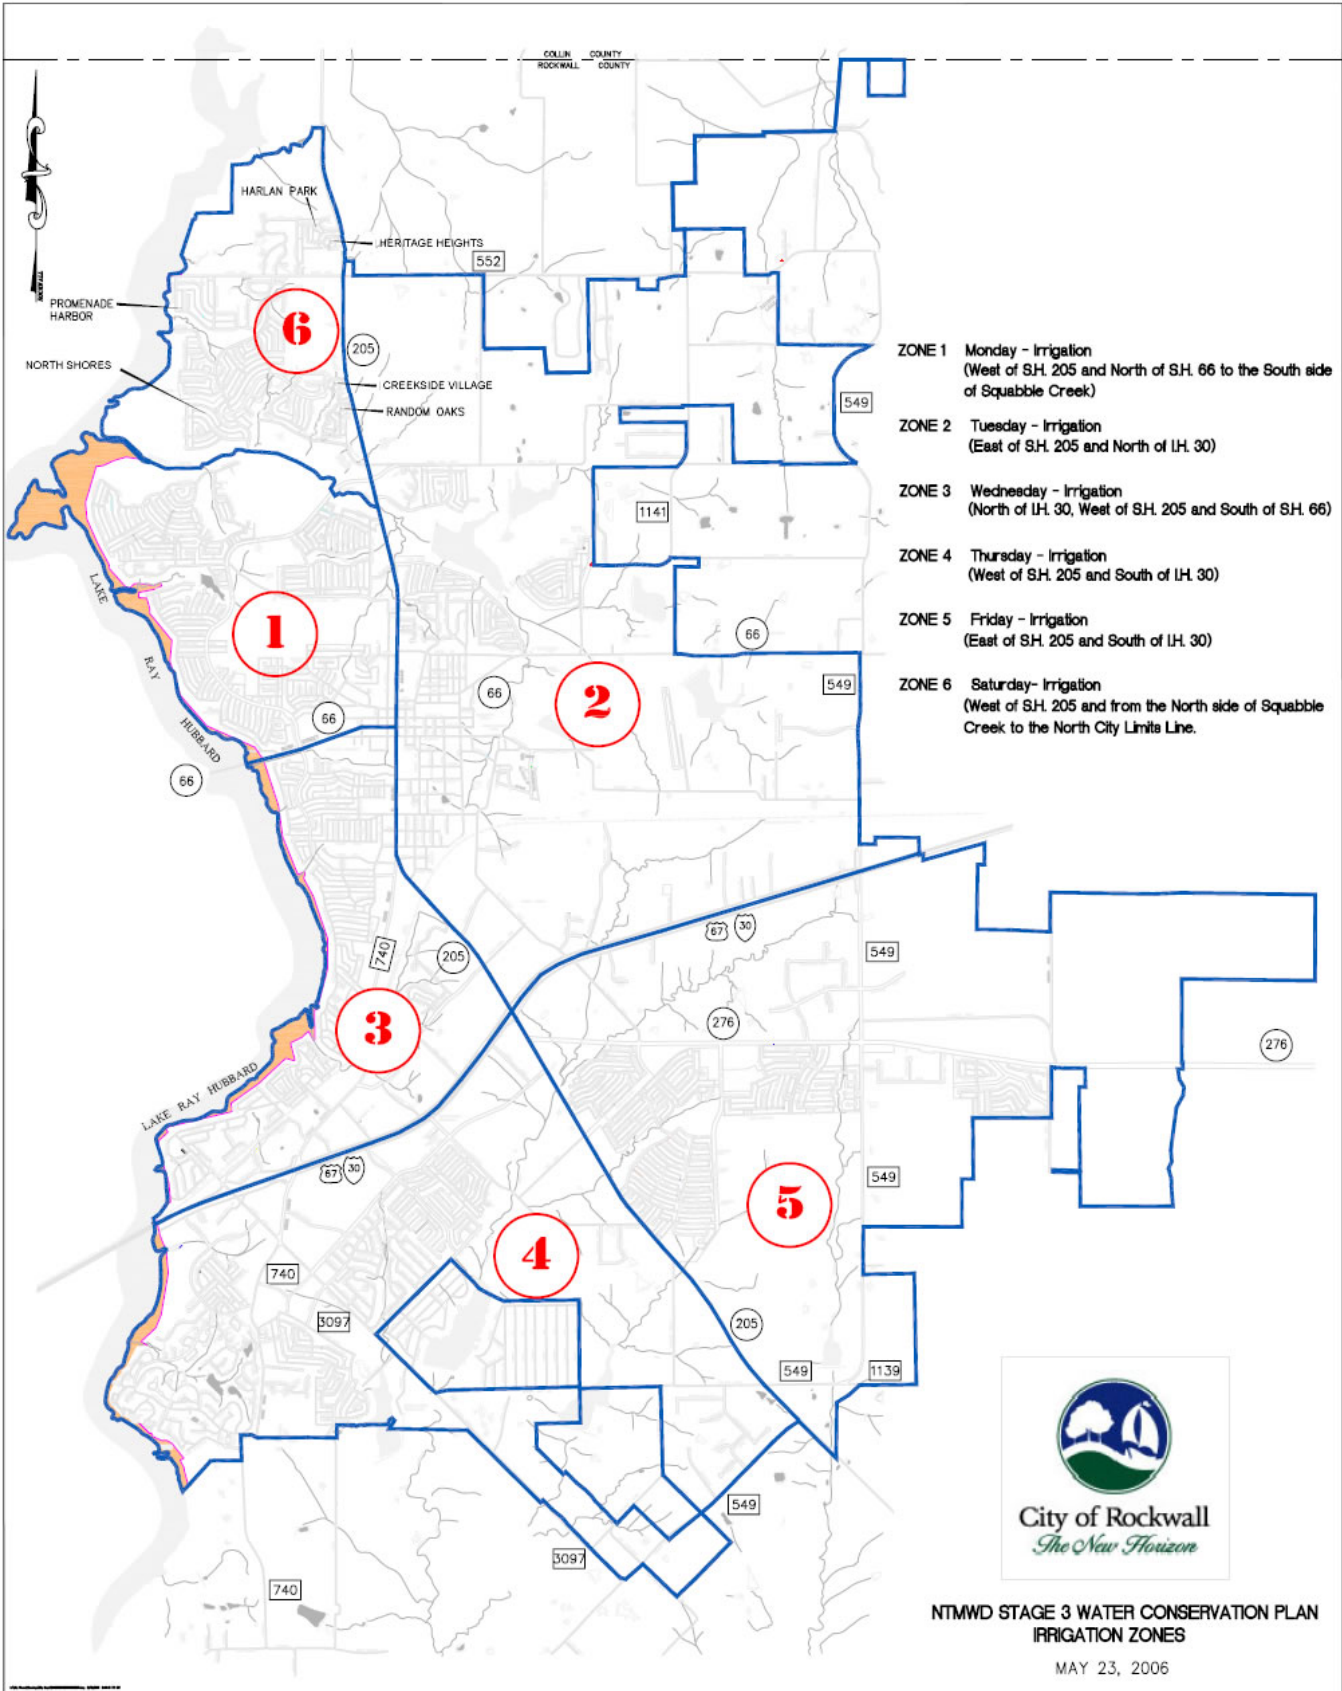 COLLIN COUNTY
ROCKWALL COUNTY
HARLAN PARK
HERITAGE HEIGHTS
552
PROMENADE
HARBOR
6
205
NORTH SHORES
CREEKSIDE VILLAGE
RANDOM OAKS
549
ZONE 1 Monday - Irrigation
(West of S.H. 205 and North of S.H. 66 to the South side
of Squabble Creek)
ZONE 2 Tuesday - Irrigation
(East of S.H. 205 and North of I.H. 30)
ZONE 3 Wednesday - Irrigation
(North of I.H. 30, West of S.H. 205 and South of S.H. 66)
ZONE 4 Thursday - Irrigation
(West of S.H. 205 and South of I.H. 30)
ZONE 5 Friday - Irrigation
(East of S.H. 205 and South of I.H. 30)
ZONE 6 Saturday- Irrigation
(West of S.H. 205 and from the North side of Squabble
Creek to the North City Limits Line.
1141
LAKE RAY HUBBARD
1
66
2
66
549
66
66
740
205
67 30
549
3
276
276
LAKE RAY HUBBARD
67 30
549
5
4
740
3097
205
549
1139
549
3097
740
City of Rockwall
The New Horizon
NTMWD STAGE 3 WATER CONSERVATION PLAN
IRRIGATION ZONES
MAY 23, 2006